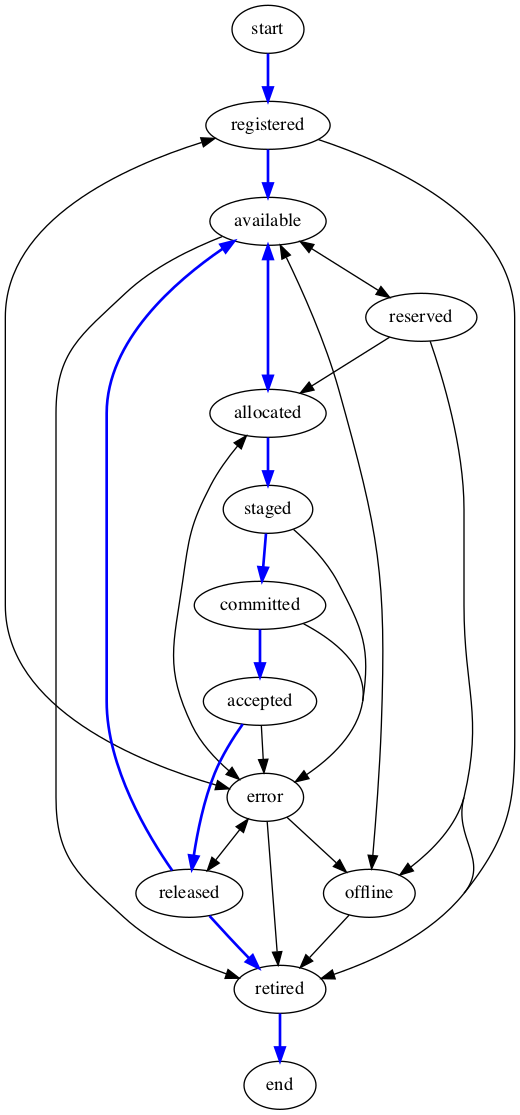 start
registered
available
reserved
allocated
staged
committed
accepted
error
released
offline
retired
end